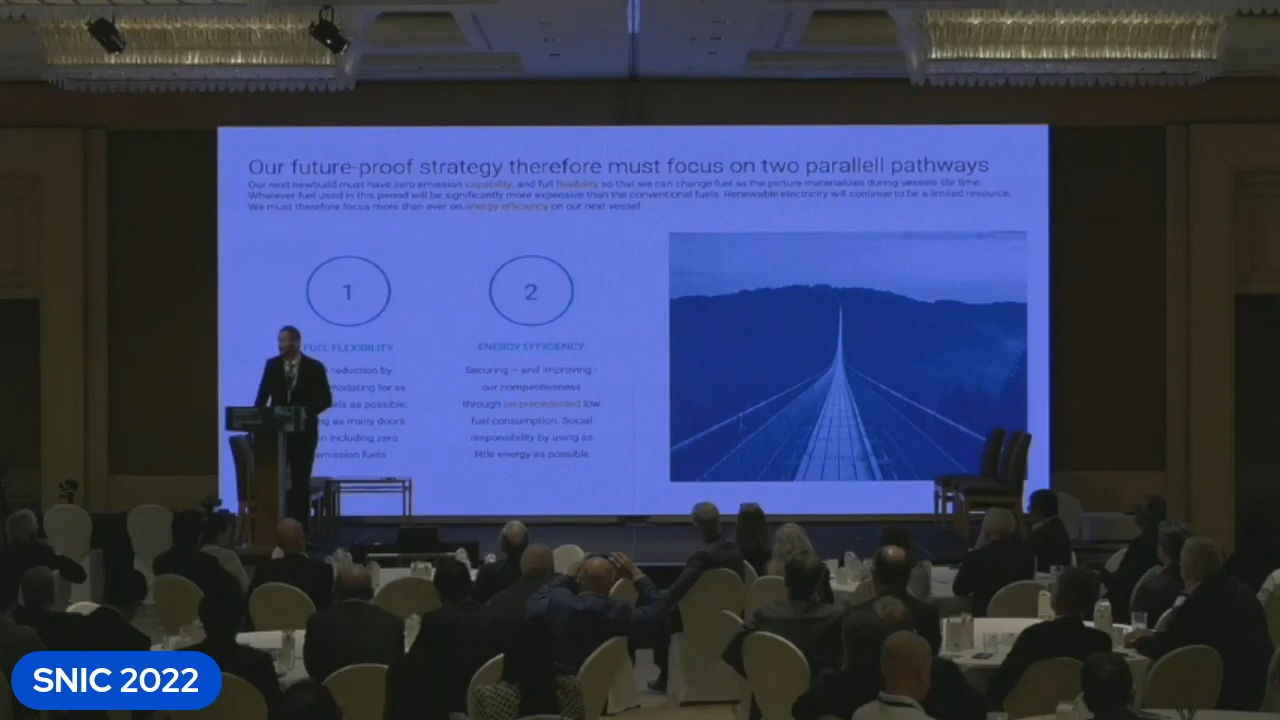 Our future-proof strategy therefore must focus on two parallell pathways
Our next newbuild must have zero emission capability, and full flexibility so that we can change fuel as the picture materializes during vessels life time.
Whatever fuel used in this period will be significantly more expensive than the conventional fuels. Renewable electricity will continue to be a limited resource.
We must therefore focus more than ever on energy efficiency on our next vessel
1
FUEL FLEXIBILITY
reduction by
for as
as possible.
as many doors
including zero
emission fuels
2
ENERGY EFFICIENCY
Securing – and improving -
our competitiveness
through un-precedented low
fuel consumption. Social
responsibility by using as
little energy as possible.
SNIC 2022